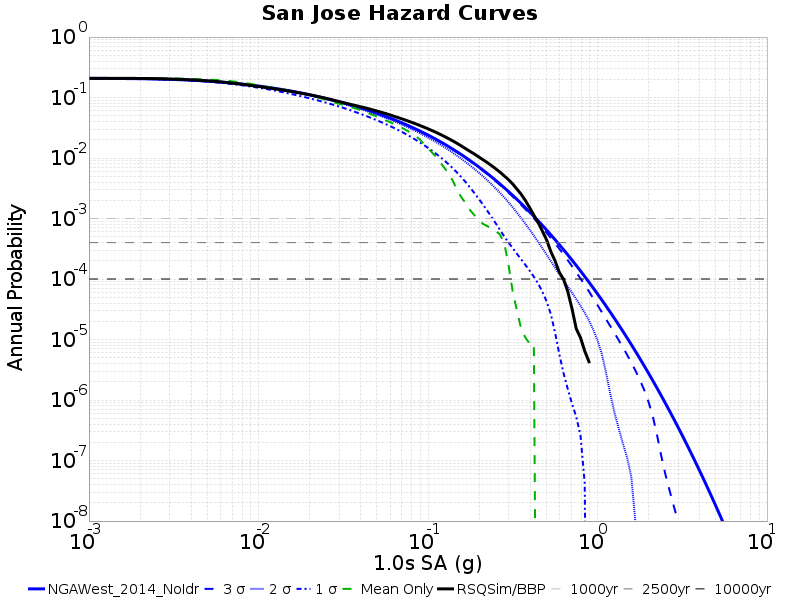 San Jose Hazard Curves
10^0
10^-1
10^-2
10^-3
10^-4
10^-5
10^-6
10^-7
10^-8
Annual Probability
10^-3 10^-2 10^-1 10^0 10^1
1.0s SA (g)
NGAWest_2014_NoIdr 3 σ 2 σ 1 σ Mean Only RSQSim/BBP 1000yr 2500yr 10000yr